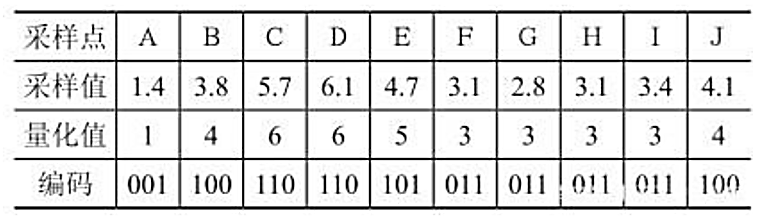 采样点 A B C D E F G H I J
采样值 1.4 3.8 5.7 6.1 4.7 3.1 2.8 3.1 3.4 4.1
量化值 1 4 6 6 5 3 3 3 3 4
编码 001 100 110 110 101 011 011 011 011 100